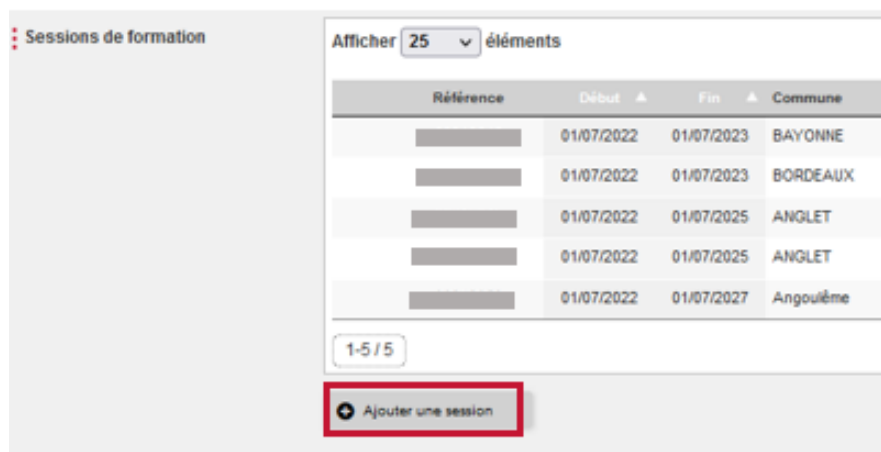 Sessions de formation
Afficher 25 éléments
Référence Début Fin Commune
01/07/2022 01/07/2023 BAYONNE
01/07/2022 01/07/2023 BORDEAUX
01/07/2022 01/07/2025 ANGLET
01/07/2022 01/07/2025 ANGLET
01/07/2022 01/07/2027 Angoulême
1-5 / 5
Ajouter une session